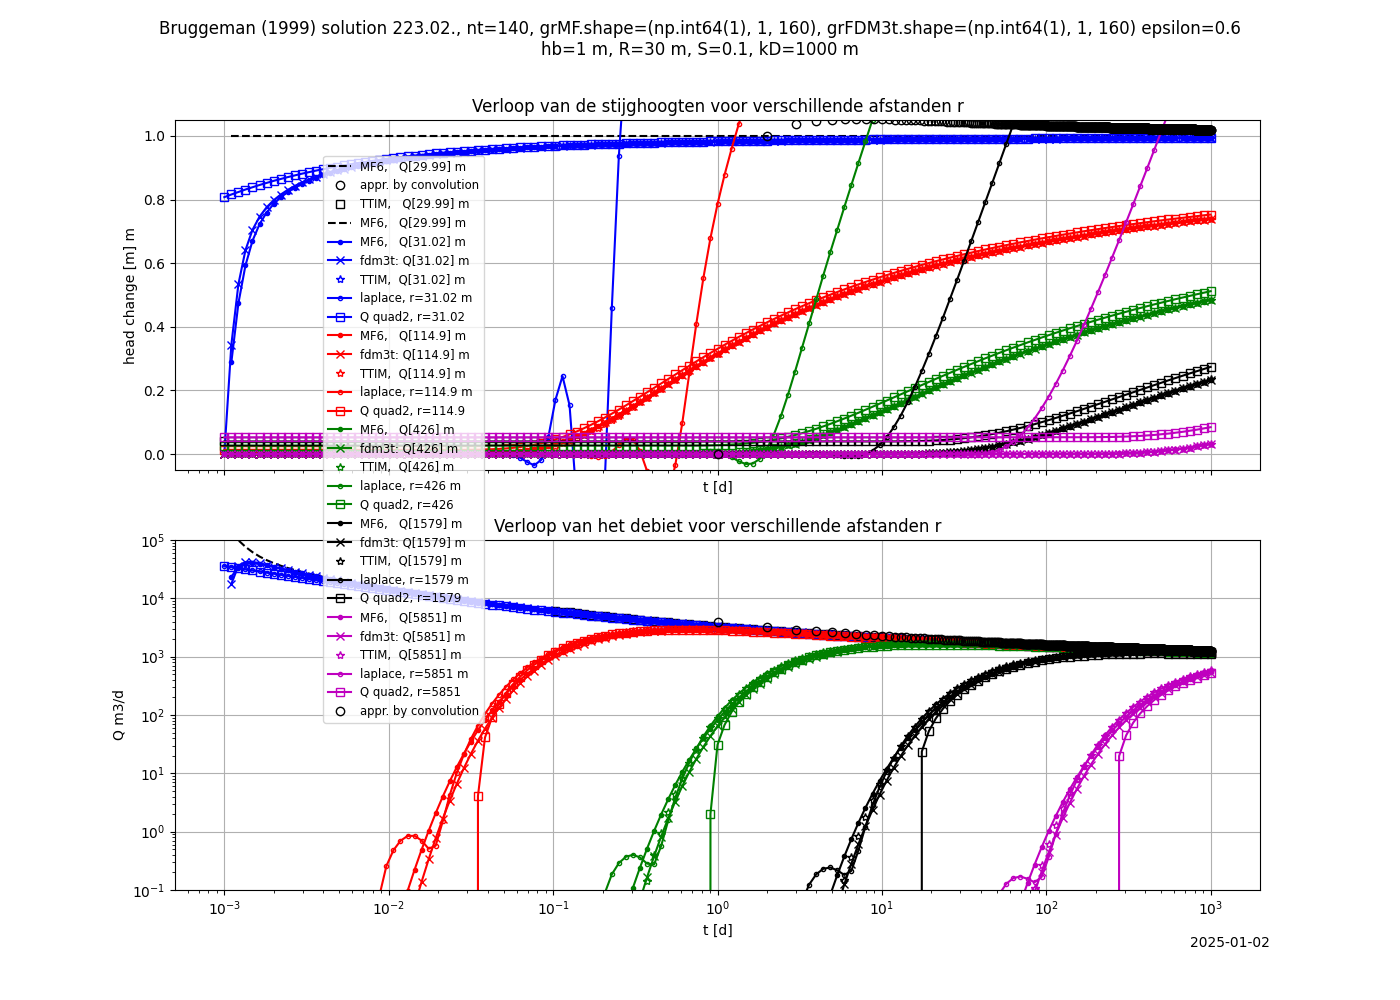 Bruggeman (1999) solution 223.02., nt=140, grMF.shape=(np.int64(1), 1, 160), grFDM3t.shape=(np.int64(1), 1, 160) epsilon=0.6
hb=1 m, R=30 m, S=0.1, kD=1000 m
Verloop van de stijghoogten voor verschillende afstanden r
head change [m] m
1.0
0.8
0.6
0.4
0.2
0.0
t [d]
MF6,   Q[29.99] m
appr. by convolution
TTIM,  Q[29.99] m
MF6,   Q[29.99] m
MF6,   Q[31.02] m
fdm3t: Q[31.02] m
TTIM,  Q[31.02] m
laplace, r=31.02 m
Q quad2, r=31.02
MF6,   Q[114.9] m
fdm3t: Q[114.9] m
TTIM,  Q[114.9] m
laplace, r=114.9 m
Q quad2, r=114.9
MF6,   Q[426] m
fdm3t: Q[426] m
TTIM,  Q[426] m
laplace, r=426 m
Q quad2, r=426
MF6,   Q[1579] m
fdm3t: Q[1579] m
TTIM,  Q[1579] m
laplace, r=1579 m
Q quad2, r=1579
MF6,   Q[5851] m
fdm3t: Q[5851] m
TTIM,  Q[5851] m
laplace, r=5851 m
Q quad2, r=5851
appr. by convolution
Verloop van het debiet voor verschillende afstanden r
Q m3/d
10⁵
10⁴
10³
10²
10¹
10⁰
10⁻¹
10⁻³ 10⁻² 10⁻¹ 10⁰ 10¹ 10² 10³
t [d]
2025-01-02